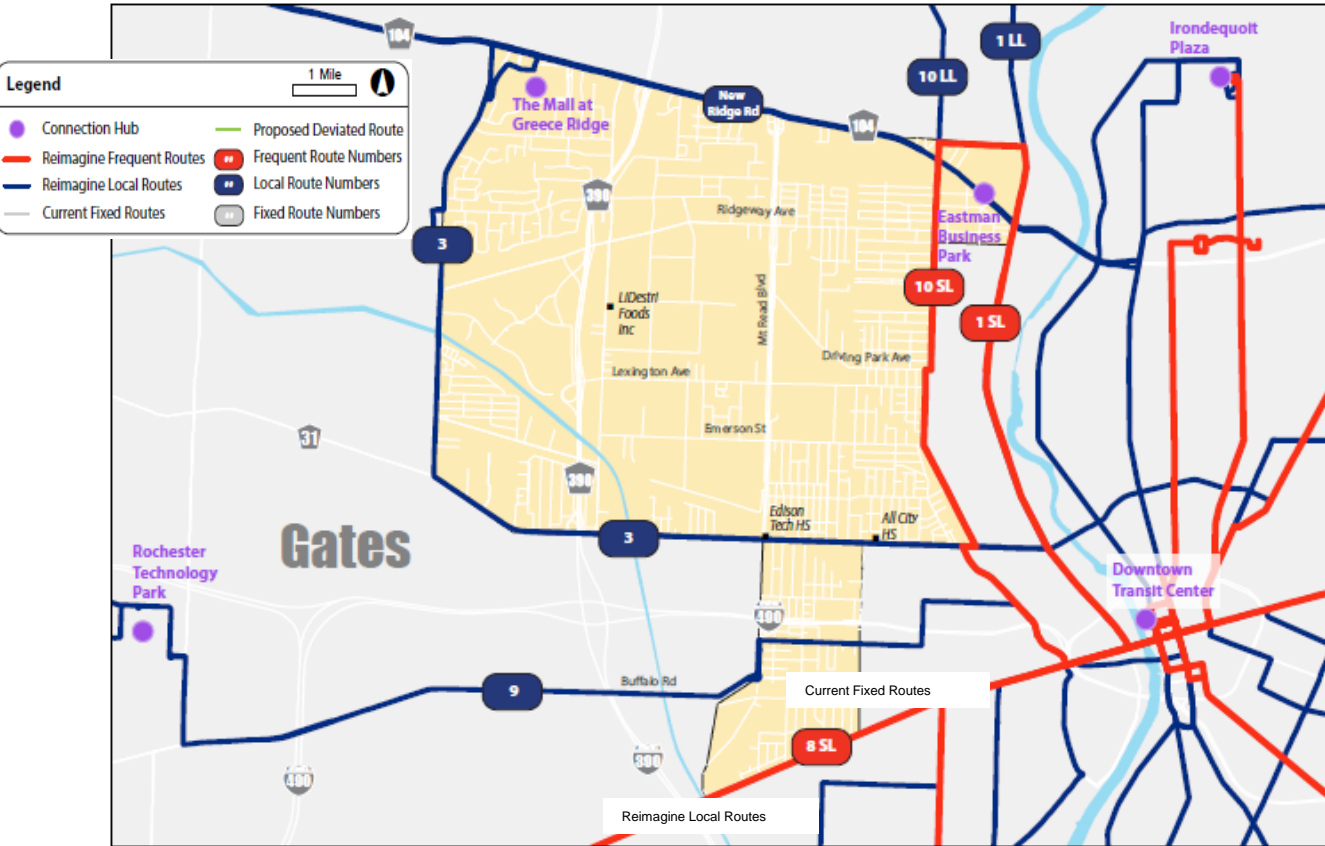 104
Irondequoit
Plaza
1 LL
10 LL
Legend
1 Mile
Connection Hub
Proposed Deviated Route
Reimagine Frequent Routes
## Frequent Route Numbers
Reimagine Local Routes
## Local Route Numbers
Current Fixed Routes
## Fixed Route Numbers
The Mall at
Greece Ridge
New
Ridge Rd
104
390
Ridgeway Ave
Eastman
Business
Park
3
10 SL
1 SL
LiDestri
Foods
Inc
Mt Read Blvd
Driving Park Ave
Lexington Ave
Emerson St
31
390
Edison
Tech HS
All City
HS
3
Gates
Rochester
Technology
Park
Downtown
Transit Center
490
Buffalo Rd
9
Current Fixed Routes
8 SL
390
490
Reimagine Local Routes